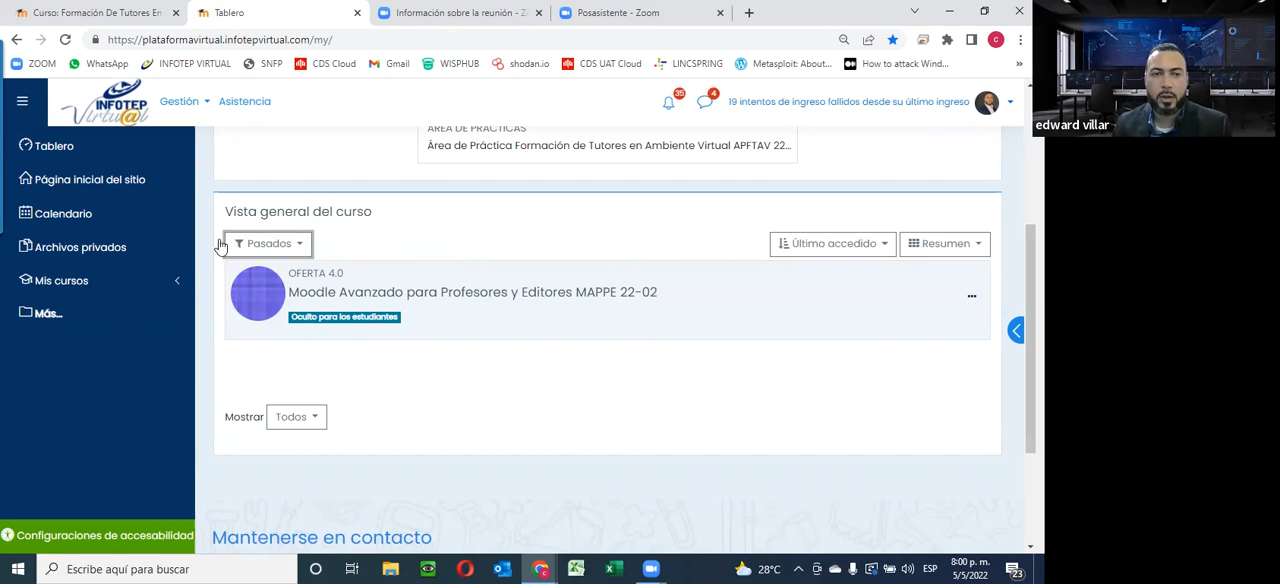 Curso: Formación De Tutores En
Tablero
Información sobre la reunión - Z
Posasistente - Zoom
https://plataformavirtual.infotepvirtual.com/my/
ZOOM
WhatsApp
INFOTEP VIRTUAL
SNFP
CDS Cloud
Gmail
WISPHUB
shodan.io
CDS UAT Cloud
LINCSPRING
Metasploit: About...
How to attack Wind...
»
INFOTEP
Virtu@l
Gestión
Asistencia
35
4
19 intentos de ingreso fallidos desde su último ingreso
edward villar
Tablero
Página inicial del sitio
Calendario
Archivos privados
Mis cursos
Más...
ÁREA DE PRÁCTICAS
Área de Práctica Formación de Tutores en Ambiente Virtual APFTAV 22...
Vista general del curso
Pasados
Último accedido
Resumen
OFERTA 4.0
Moodle Avanzado para Profesores y Editores MAPPE 22-02
Oculto para los estudiantes
...
Mostrar
Todos
Mantenerse en contacto
Configuraciones de accesabilidad
Escribe aquí para buscar
28°C
ESP
8:00 p. m.
5/5/2022
23